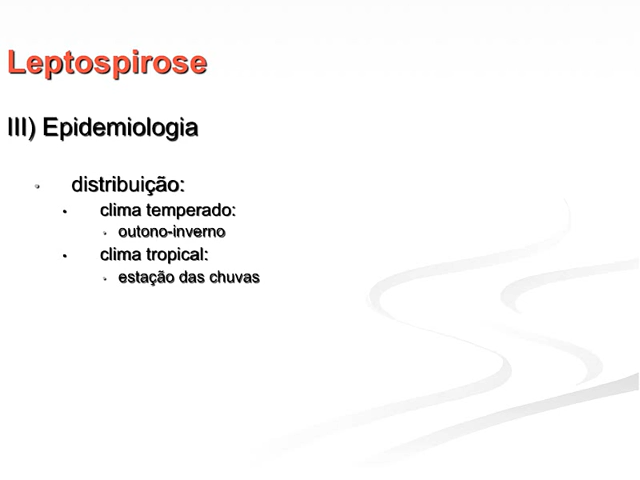 Leptospirose
III) Epidemiologia
• distribuição:
• clima temperado:
• outono-inverno
• clima tropical:
• estação das chuvas